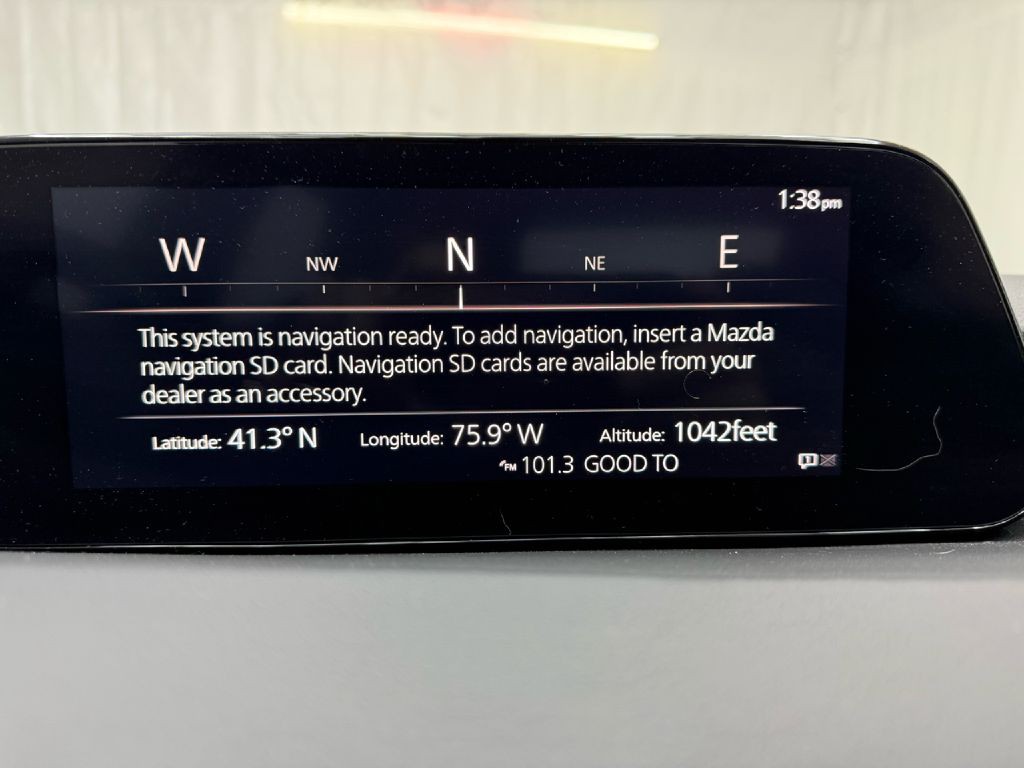 1:38pm
W NW N NE E
This system is navigation ready. To add navigation, insert a Mazda
navigation SD card. Navigation SD cards are available from your
dealer as an accessory.
Latitude: 41.3° N Longitude: 75.9° W Altitude: 1042feet
FM 101.3 GOOD TO
1